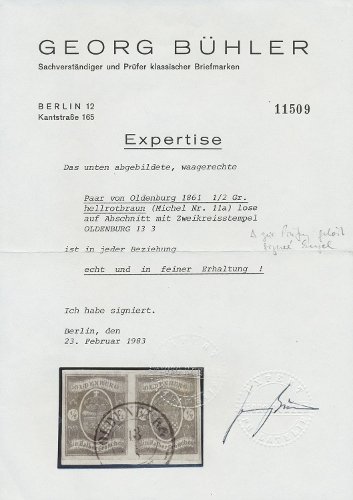 GEORG BÜHLER
Sachverständiger und Prüfer klassischer Briefmarken
BERLIN 12
Kantstraße 165
11509
Expertise
Das unten abgebildete, waagerechte
Paar von Oldenburg 1861 1/2 Gr.
hellrotbraun (Michel Nr. 11a) lose
auf Abschnitt mit Zweikreisstempel
OLDENBURG 13 3
ist in jeder Beziehung
echt und in feiner Erhaltung !
Ich habe signiert.
Berlin, den
23. Februar 1983
OLDENBURG OLDENBURG
OLDENBURG
13